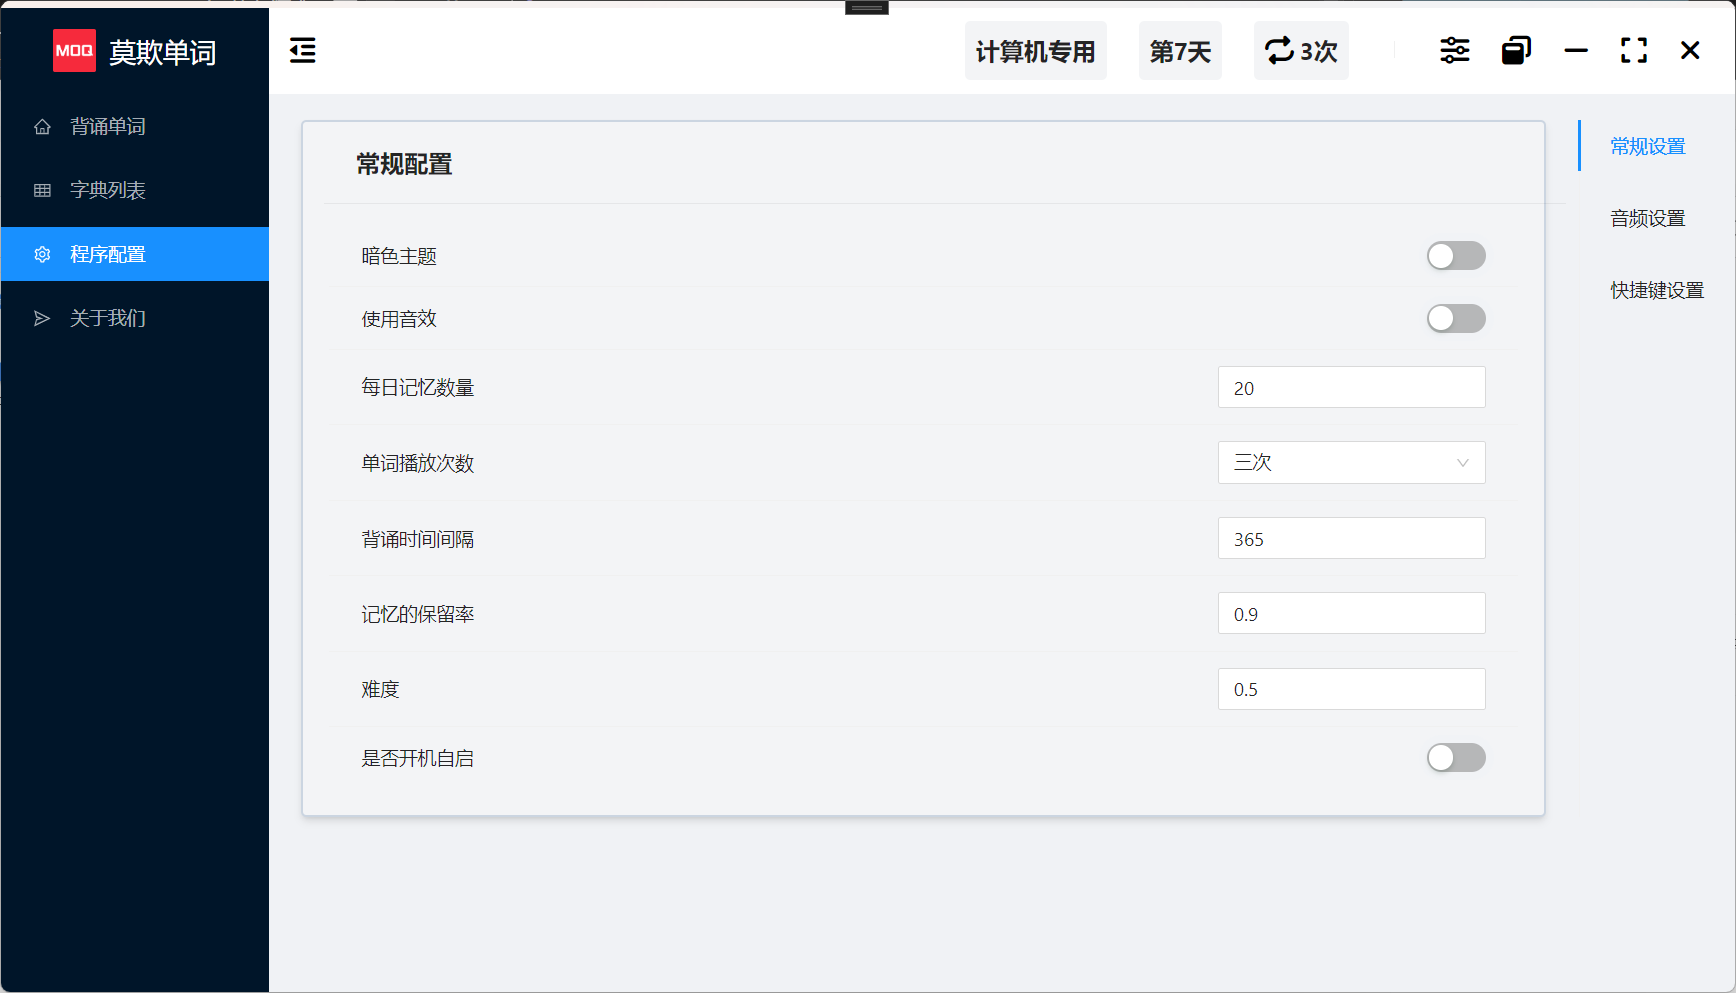 MOQ 莫欺单词
计算机专用 第7天 3次
背诵单词
字典列表
程序配置
关于我们
常规配置
暗色主题
使用音效
每日记忆数量 20
单词播放次数 三次
背诵时间间隔 365
记忆的保留率 0.9
难度 0.5
是否开机自启
常规设置
音频设置
快捷键设置